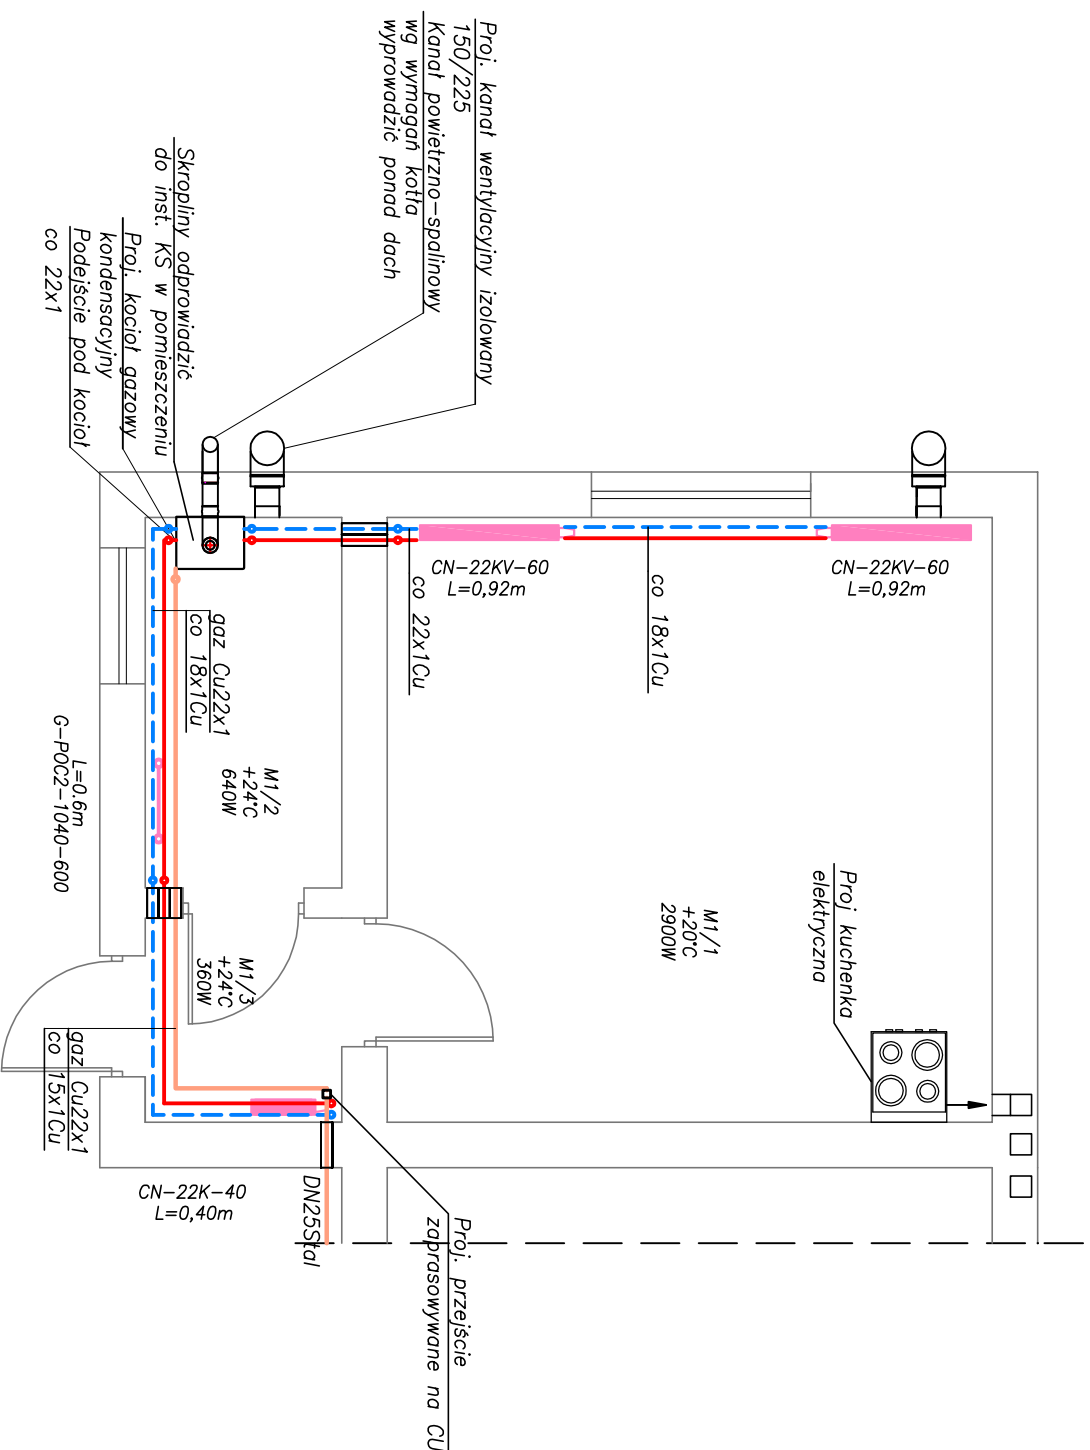 Proj. kanał wentylacyjny izolowany
150/225
Kanał powietrzno-spalinowy
wg wymagań kotła
wyprowadzić ponad dach
Skropliny odprowadzić
do inst. KS w pomieszczeniu
Proj. kocioł gazowy
kondensacyjny
Podejście pod kocioł
co 22x1
CN-22KV-60
L=0,92m
CN-22KV-60
L=0,92m
co 22x1Cu
co 18x1Cu
gaz Cu22x1
co 18x1Cu
L=0.6m
G-POC2-1040-600
M1/2
+24°C
640W
M1/1
+20°C
2900W
Proj kuchenka
elektryczna
M1/3
+24°C
360W
gaz Cu22x1
co 15x1Cu
CN-22K-40
L=0,40m
DN25Stal
Proj. przejście
zaprasowywane na CU